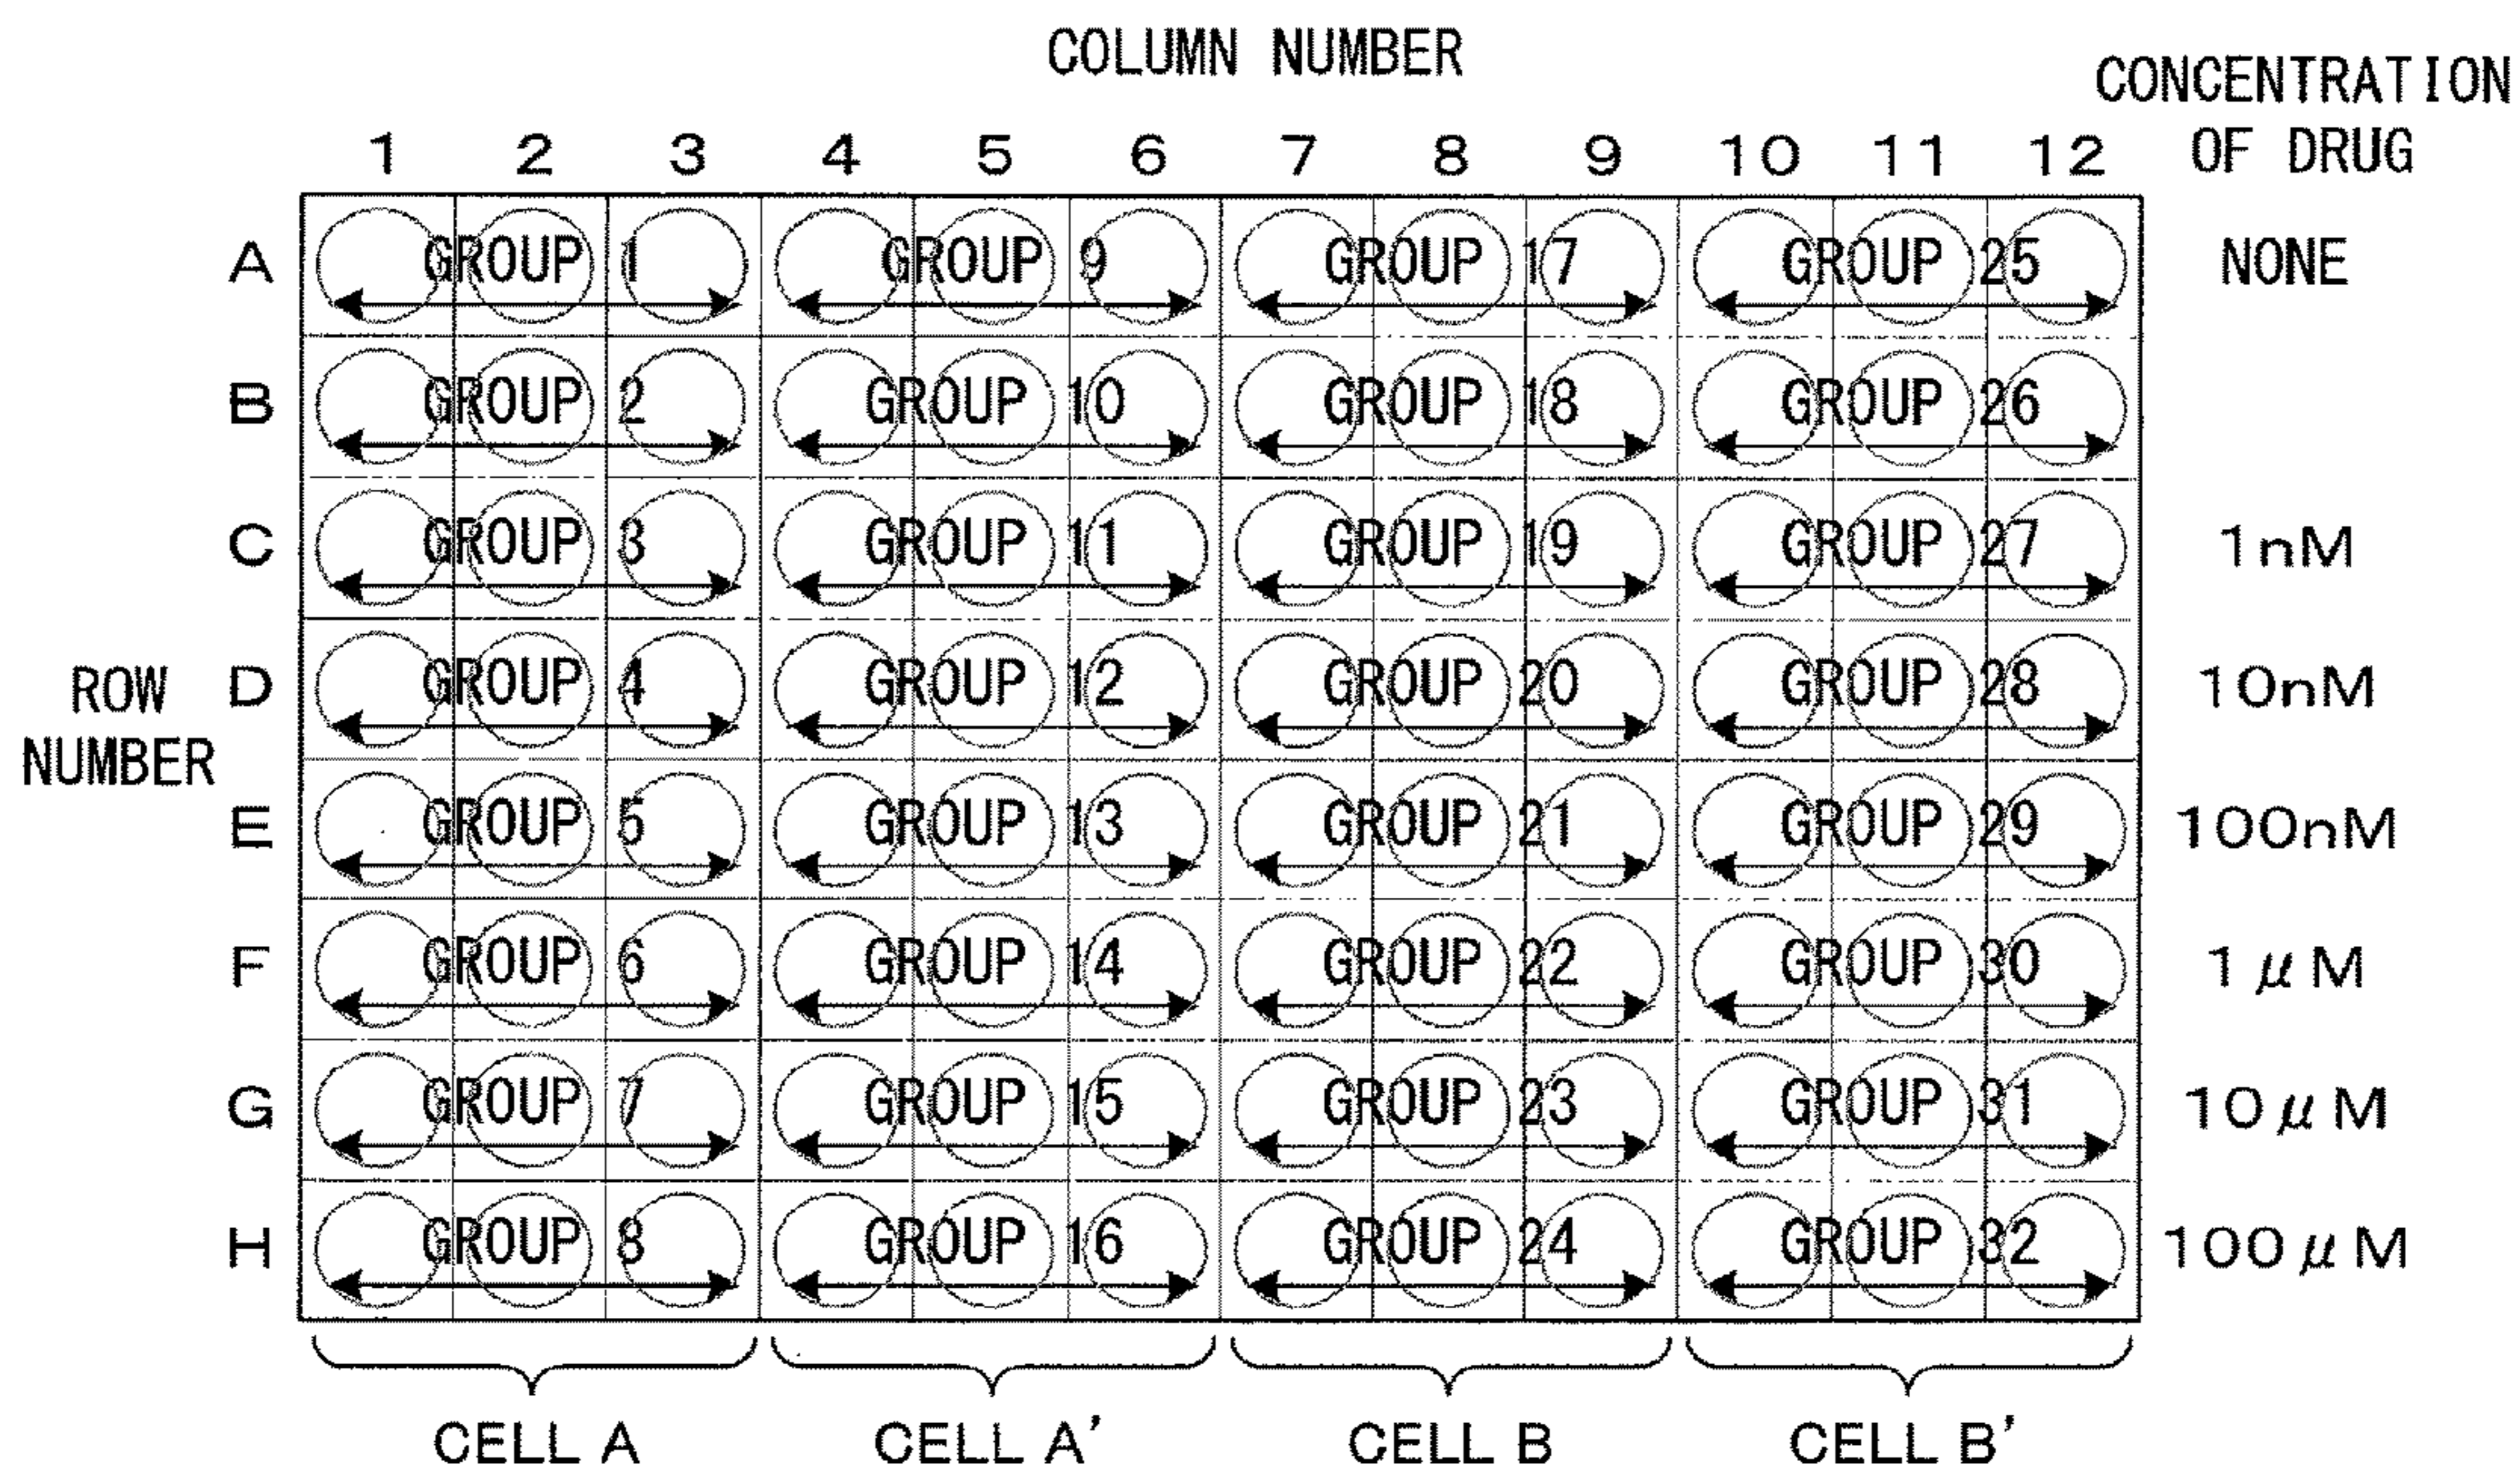 COLUMN NUMBER
CONCENTRATION
OF DRUG
1 2 3 4 5 6 7 8 9 10 11 12
A GROUP 1 GROUP 9 GROUP 17 GROUP 25 NONE
B GROUP 2 GROUP 10 GROUP 18 GROUP 26
C GROUP 3 GROUP 11 GROUP 19 GROUP 27 1nM
ROW
NUMBER
D GROUP 4 GROUP 12 GROUP 20 GROUP 28 10nM
E GROUP 5 GROUP 13 GROUP 21 GROUP 29 100nM
F GROUP 6 GROUP 14 GROUP 22 GROUP 30 1μM
G GROUP 7 GROUP 15 GROUP 23 GROUP 31 10μM
H GROUP 8 GROUP 16 GROUP 24 GROUP 32 100μM
CELL A CELL A' CELL B CELL B'